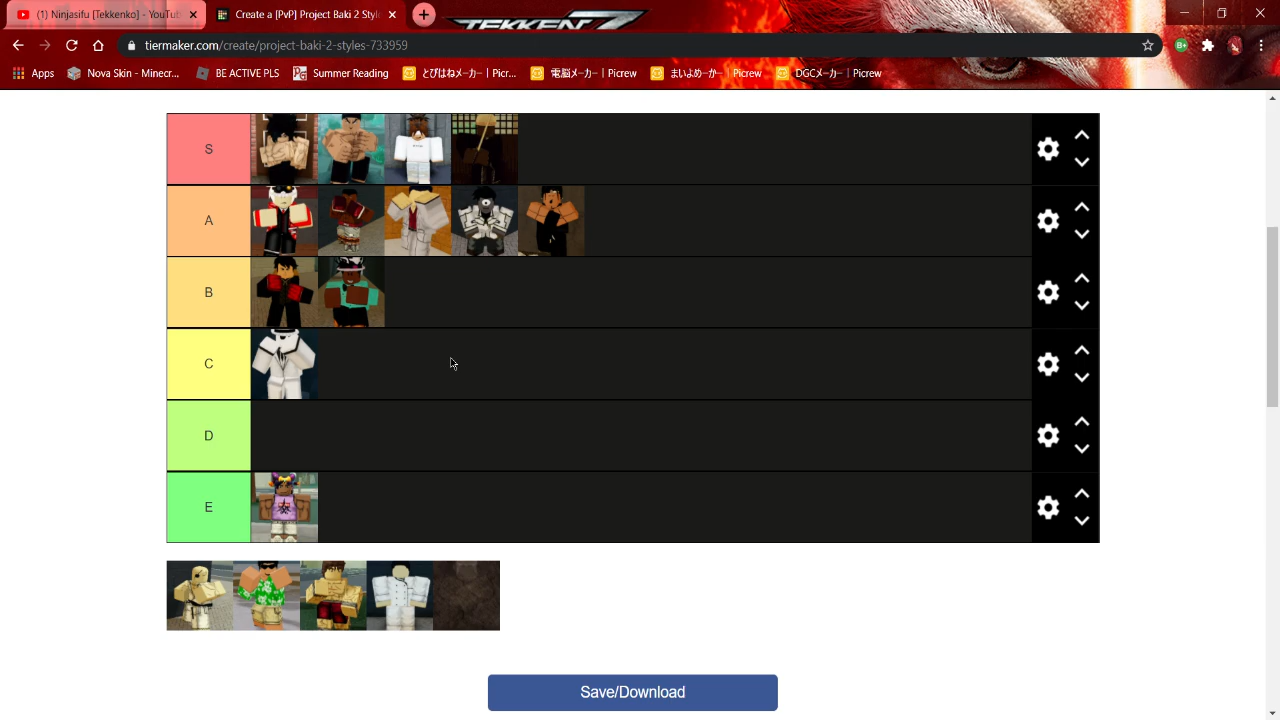 (1) Ninjasifu [Tekkenko] - YouTub
Create a [PvP] Project Baki 2 Styl
TEKKEN 7
tiermaker.com/create/project-baki-2-styles-733959
Apps
Nova Skin - Minecr...
BE ACTIVE PLS
Summer Reading
とびはねメーカー｜Picr...
電脳メーカー｜Picrew
まいよめーかー｜Picrew
DGCメーカー｜Picrew
S
A
B
C
D
E
Save/Download